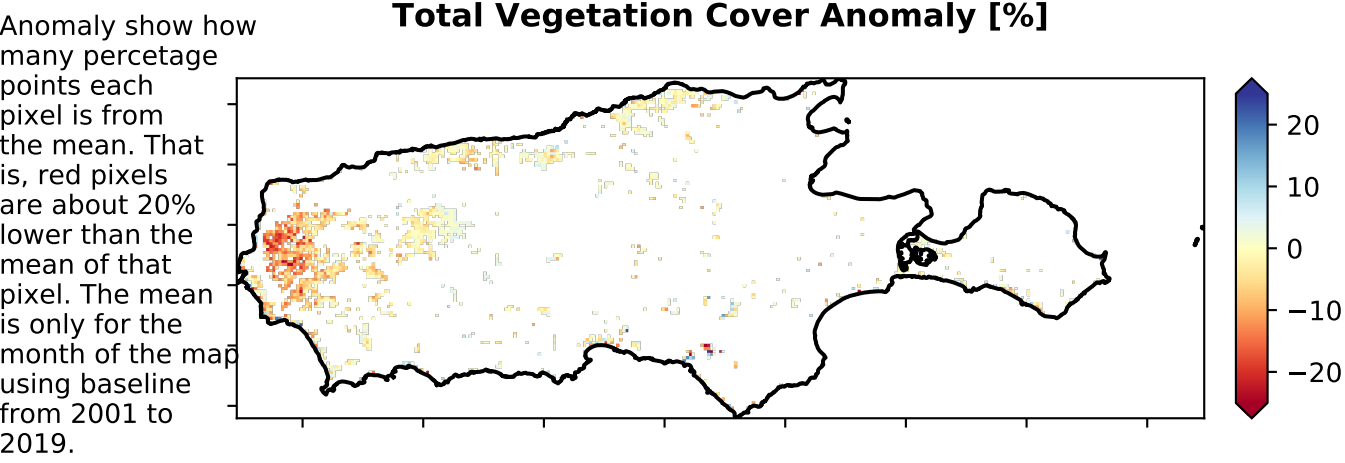 Total Vegetation Cover Anomaly [%]
Anomaly show how
many percetage
points each
pixel is from
the mean. That
is, red pixels
are about 20%
lower than the
mean of that
pixel. The mean
is only for the
month of the map
using baseline
from 2001 to
2019.
20
10
0
−10
−20